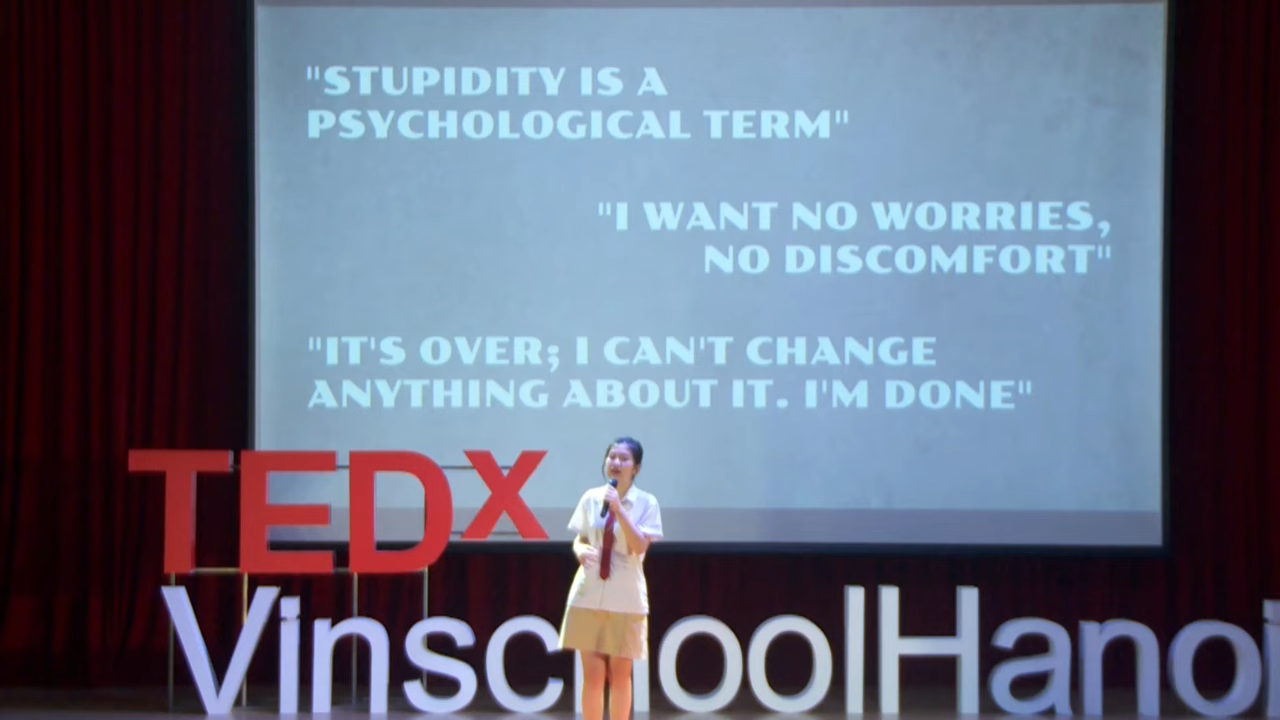 "STUPIDITY IS A
PSYCHOLOGICAL TERM"
"I WANT NO WORRIES,
NO DISCOMFORT"
"IT'S OVER; I CAN'T CHANGE
ANYTHING ABOUT IT. I'M DONE"
TEDx
VinschoolHanoi